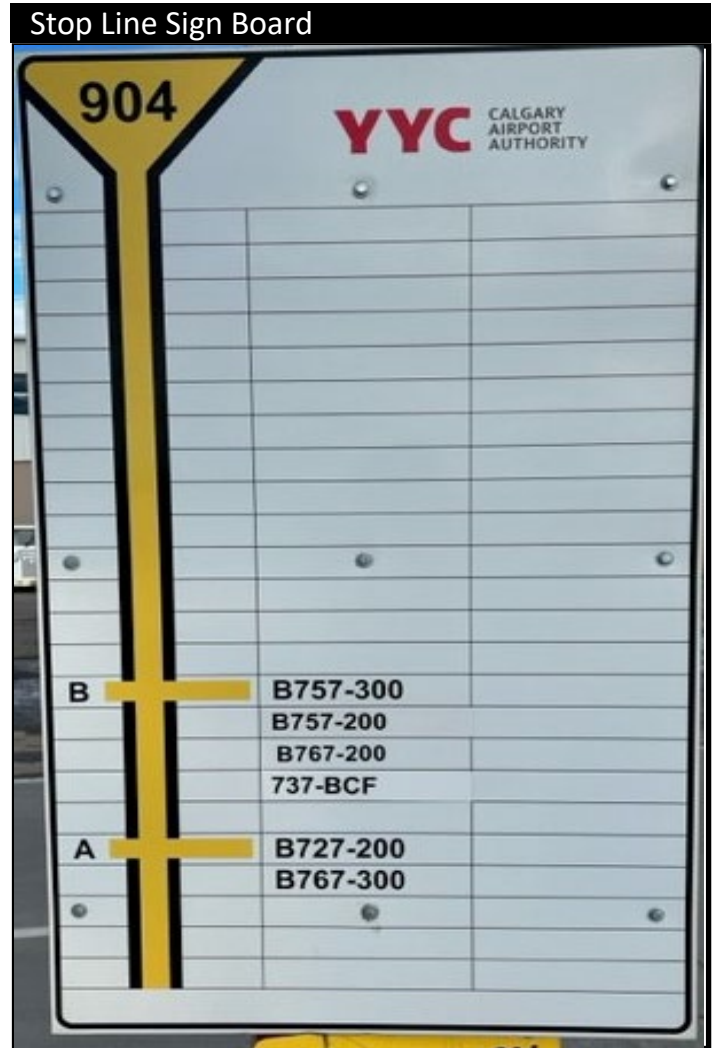 Stop Line Sign Board
904
YYC CALGARY
AIRPORT
AUTHORITY
B B757-300
B757-200
B767-200
737-BCF
A B727-200
B767-300